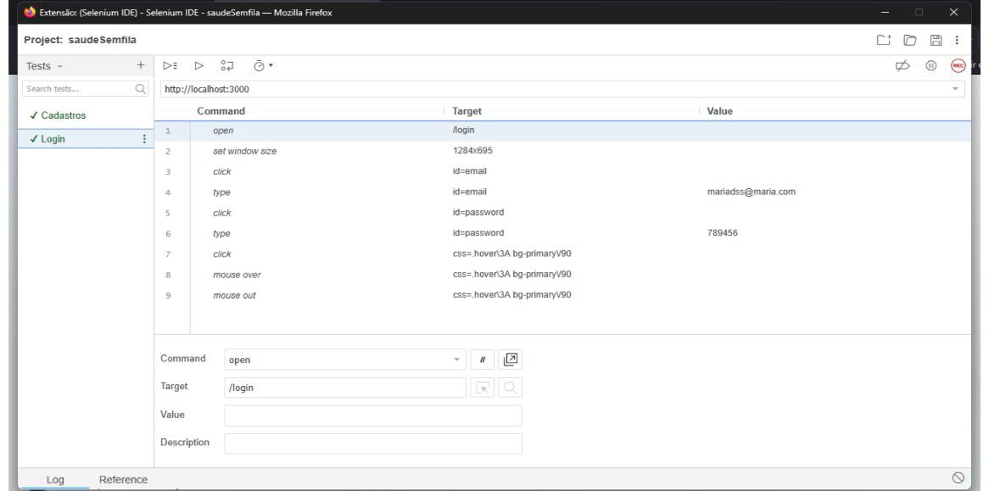 Extensão: (Selenium IDE) - Selenium IDE - saudeSemfila — Mozilla Firefox
Project: saudeSemfila
Tests
Search tests...
✓ Cadastros
✓ Login
REC
http://localhost:3000
Command Target Value
1 open /login
2 set window size 1284x695
3 click id=email
4 type id=email mariadss@maria.com
5 click id=password
6 type id=password 789456
7 click css=.hover\3A bg-primary\/90
8 mouse over css=.hover\3A bg-primary\/90
9 mouse out css=.hover\3A bg-primary\/90
Command open //
Target /login
Value
Description
Log Reference